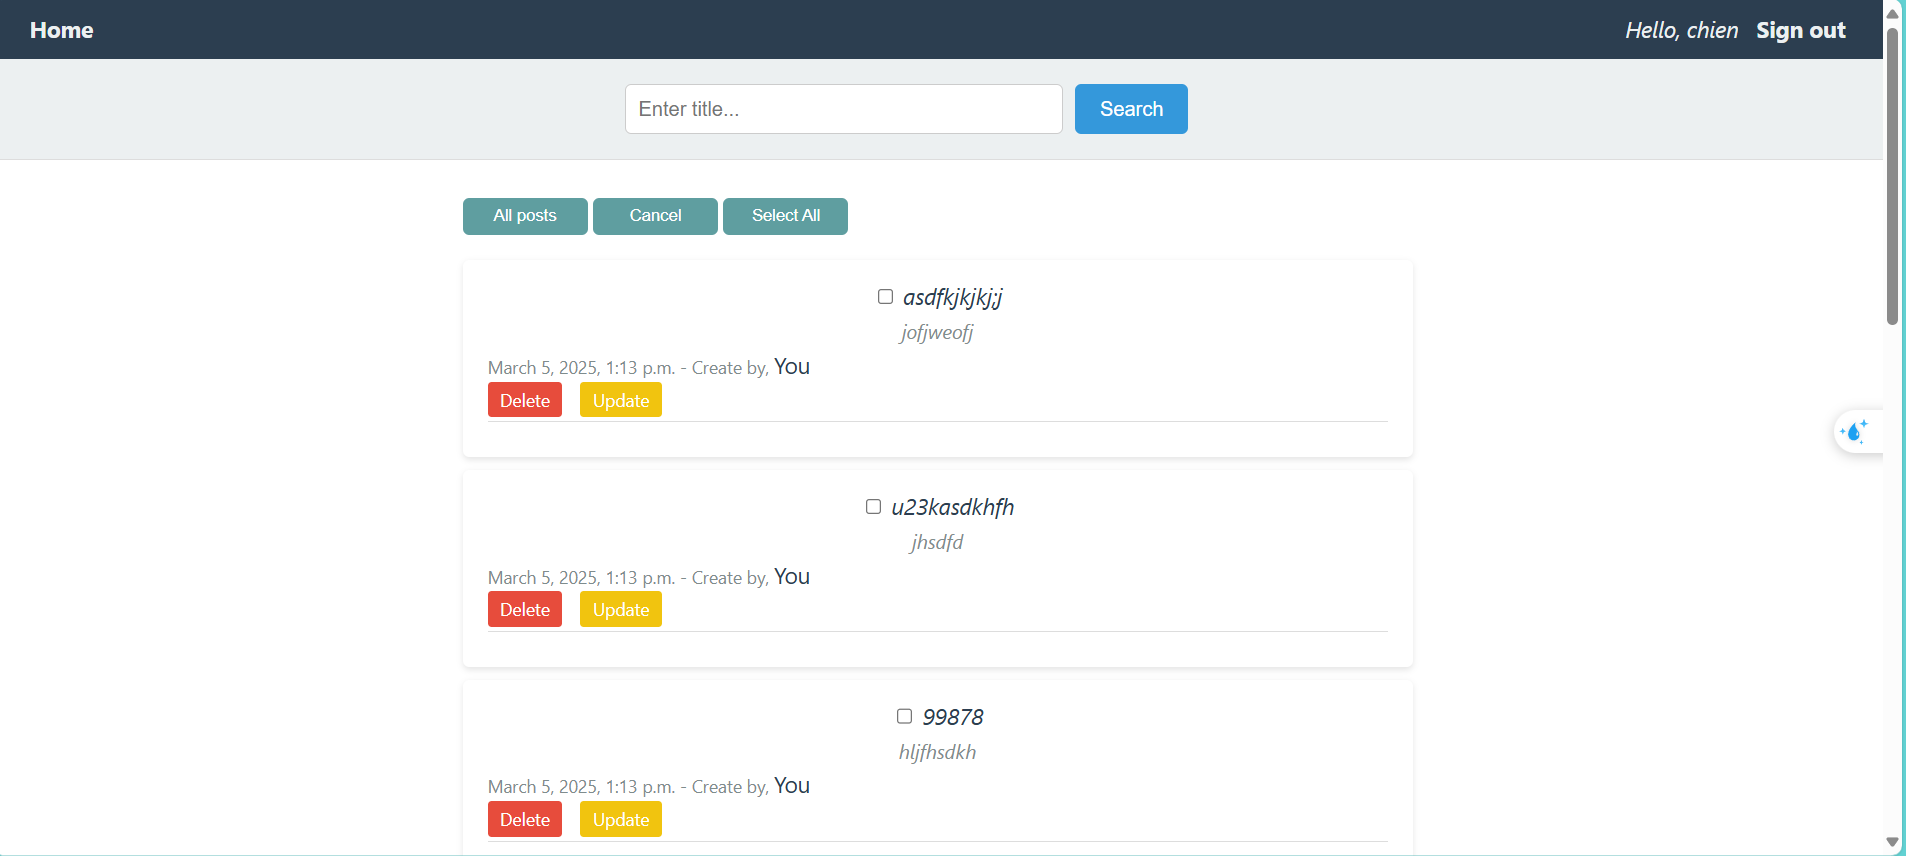 Home Hello, chien Sign out
Enter title... Search
All posts Cancel Select All
asdfkjkjkj;j
jofjweofj
March 5, 2025, 1:13 p.m. - Create by, You
Delete Update
u23kasdkhfh
jhsdfd
March 5, 2025, 1:13 p.m. - Create by, You
Delete Update
99878
hljfhsdkh
March 5, 2025, 1:13 p.m. - Create by, You
Delete Update